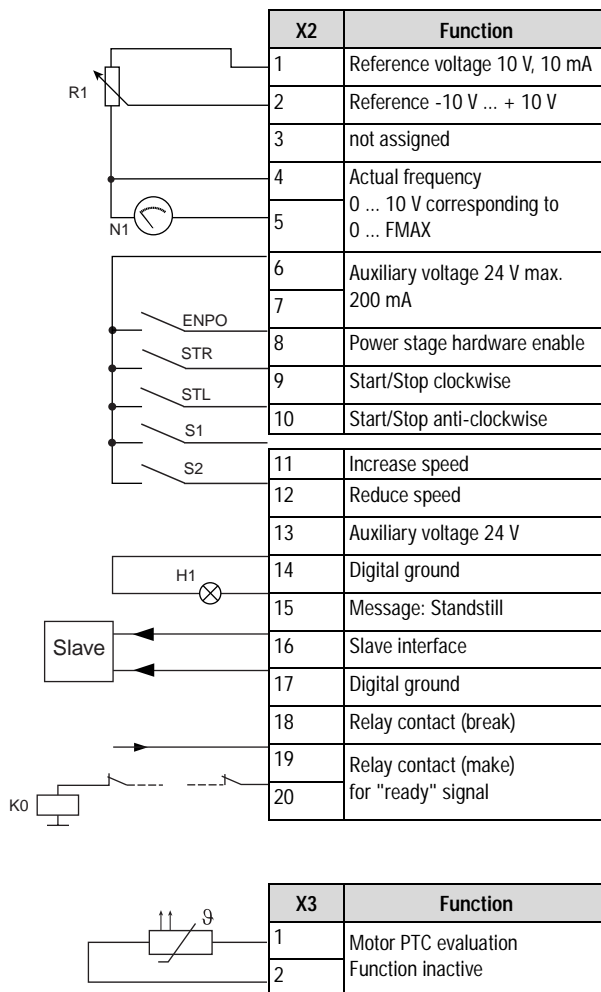 X2 Function
1 Reference voltage 10 V, 10 mA
R1
2 Reference -10 V ... + 10 V
3 not assigned
4 Actual frequency
0 ... 10 V corresponding to
5 0 ... FMAX
N1
6 Auxiliary voltage 24 V max.
7 200 mA
ENPO
8 Power stage hardware enable
STR
9 Start/Stop clockwise
STL
10 Start/Stop anti-clockwise
S1
11 Increase speed
S2
12 Reduce speed
13 Auxiliary voltage 24 V
14 Digital ground
H1
15 Message: Standstill
Slave
16 Slave interface
17 Digital ground
18 Relay contact (break)
19 Relay contact (make)
20 for "ready" signal
K0
X3 Function
ϑ
1 Motor PTC evaluation
2 Function inactive